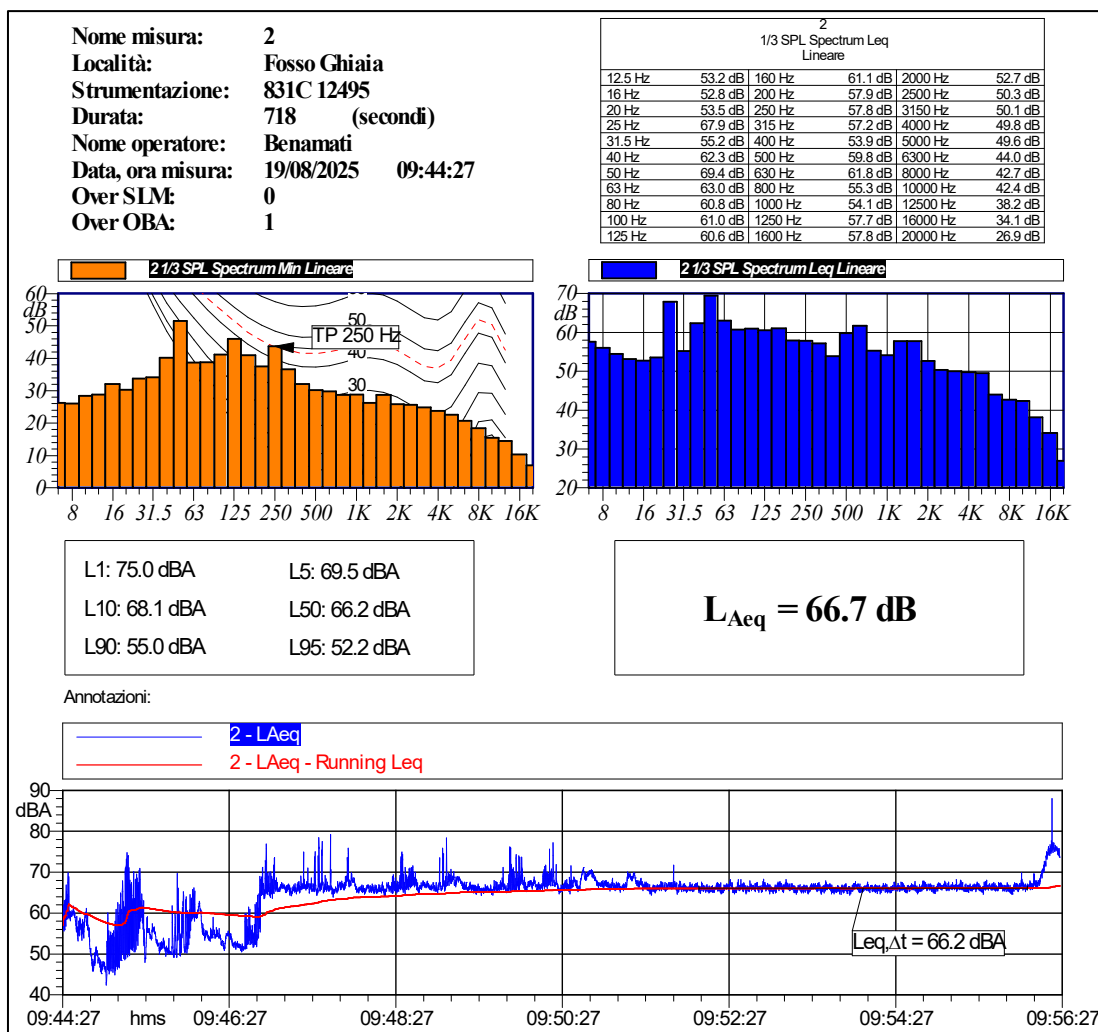 Nome misura: 2
Località: Fosso Ghiaia
Strumentazione: 831C 12495
Durata: 718 (secondi)
Nome operatore: Benamati
Data, ora misura: 19/08/2025 09:44:27
Over SLM: 0
Over OBA: 1
2
1/3 SPL Spectrum Leq
Lineare
12.5 Hz 53.2 dB 160 Hz 61.1 dB 2000 Hz 52.7 dB
16 Hz 52.8 dB 200 Hz 57.9 dB 2500 Hz 50.3 dB
20 Hz 53.5 dB 250 Hz 57.8 dB 3150 Hz 50.1 dB
25 Hz 67.9 dB 315 Hz 57.2 dB 4000 Hz 49.8 dB
31.5 Hz 55.2 dB 400 Hz 53.9 dB 5000 Hz 49.6 dB
40 Hz 62.3 dB 500 Hz 59.8 dB 6300 Hz 44.0 dB
50 Hz 69.4 dB 630 Hz 61.8 dB 8000 Hz 42.7 dB
63 Hz 63.0 dB 800 Hz 55.3 dB 10000 Hz 42.4 dB
80 Hz 60.8 dB 1000 Hz 54.1 dB 12500 Hz 38.2 dB
100 Hz 61.0 dB 1250 Hz 57.7 dB 16000 Hz 34.1 dB
125 Hz 60.6 dB 1600 Hz 57.8 dB 20000 Hz 26.9 dB
2 1/3 SPL Spectrum Min Lineare
60
dB
50
40
30
20
10
0
50
TP 250 Hz
40
30
8 16 31.5 63 125 250 500 1K 2K 4K 8K 16K
2 1/3 SPL Spectrum Leq Lineare
70
dB
60
50
40
30
20
8 16 31.5 63 125 250 500 1K 2K 4K 8K 16K
L1: 75.0 dBA L5: 69.5 dBA
L10: 68.1 dBA L50: 66.2 dBA
L90: 55.0 dBA L95: 52.2 dBA
LAeq = 66.7 dB
Annotazioni:
2 - LAeq
2 - LAeq - Running Leq
90
dBA
80
70
60
50
40
Leq,Δt = 66.2 dBA
09:44:27 hms 09:46:27 09:48:27 09:50:27 09:52:27 09:54:27 09:56:27